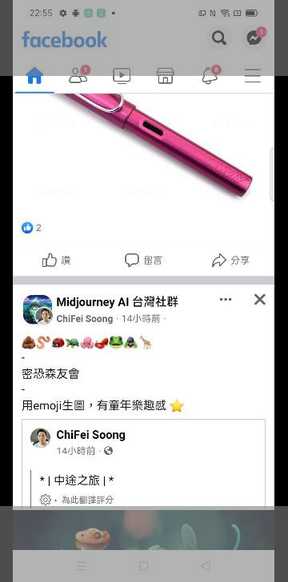 22:55
facebook
2
讚
留言
分享
Midjourney AI 台灣社群
ChiFei Soong · 14小時前 ·
-
密恐森友會
-
用emoji生圖，有童年樂趣感
ChiFei Soong
14小時前 ·
* | 中途之旅 | *
· 為此翻譯評分